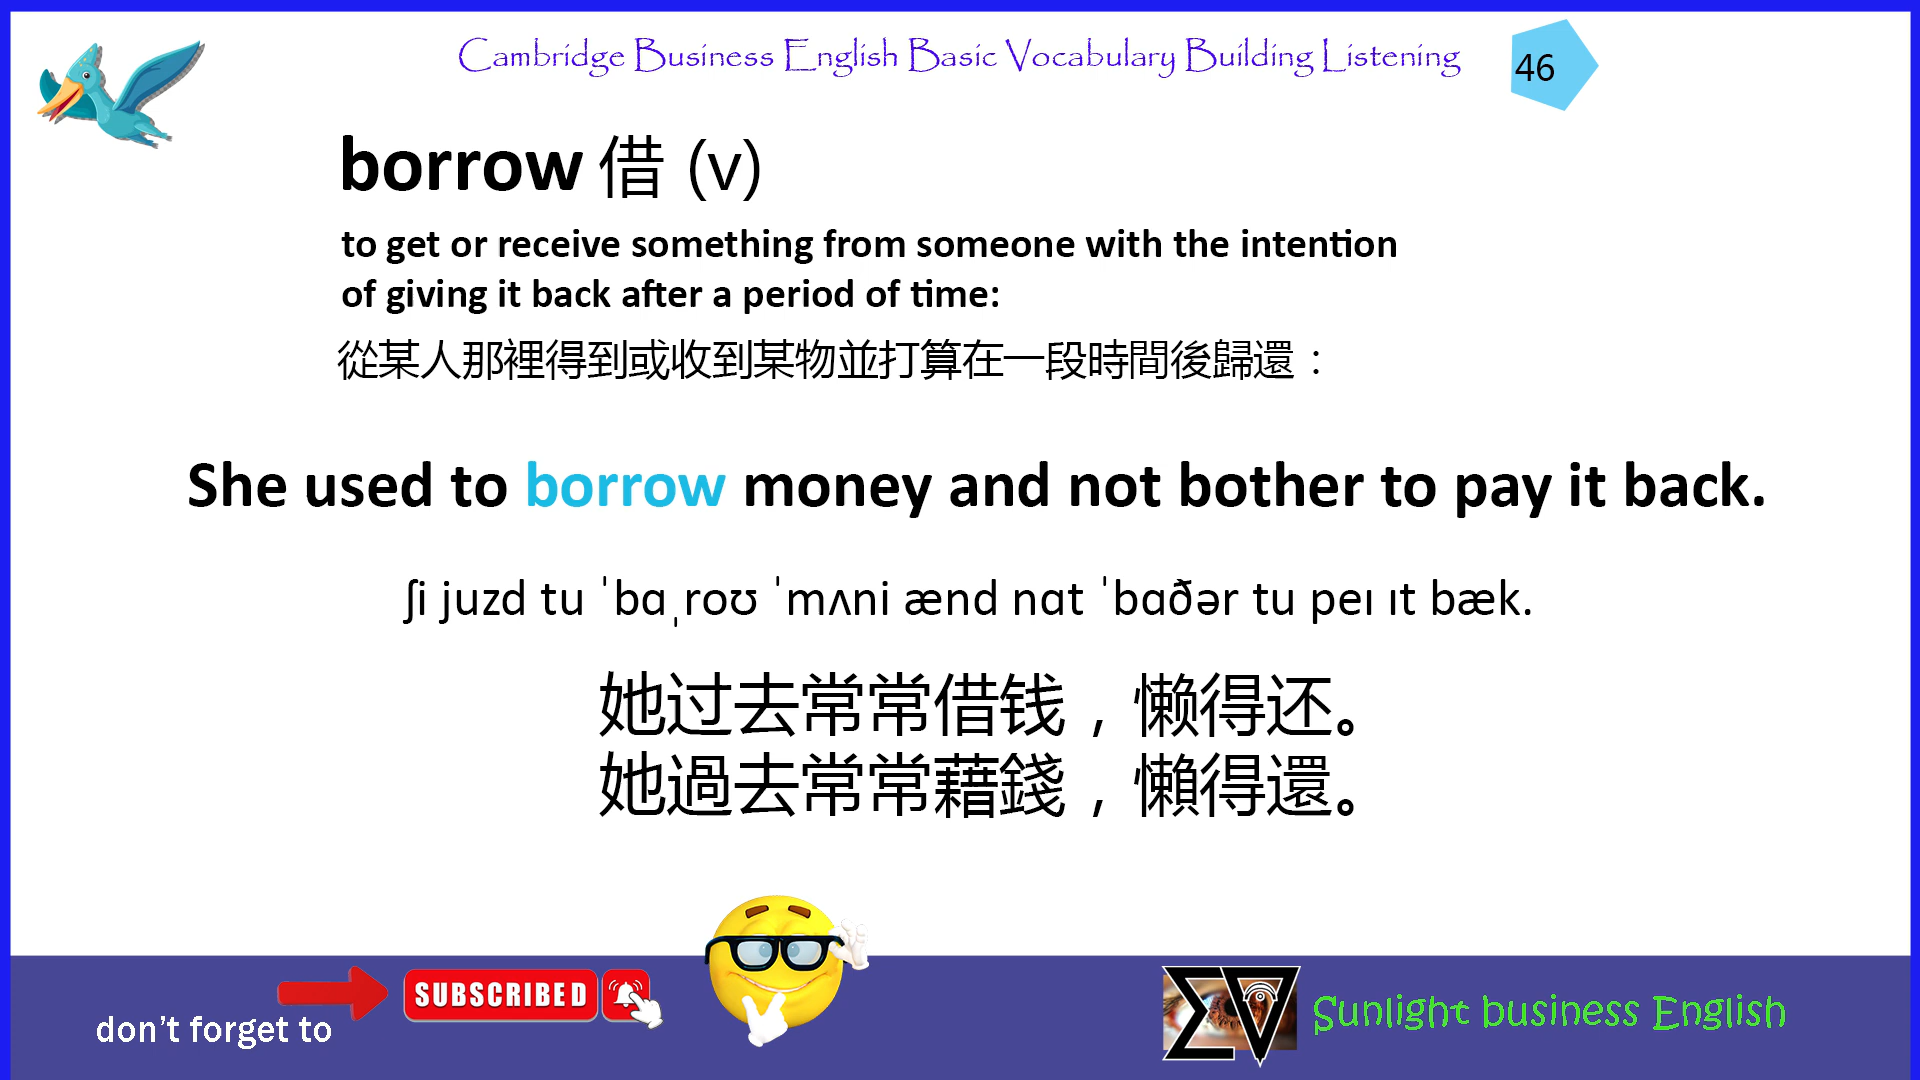 Cambridge Business English Basic Vocabulary Building Listening
46
borrow 借 (v)
to get or receive something from someone with the intention
of giving it back after a period of time:
從某人那裡得到或收到某物並打算在一段時間後歸還：
She used to borrow money and not bother to pay it back.
ʃi juzd tu ˈbɑˌroʊ ˈmʌni ænd nɑt ˈbɑðər tu peɪ ɪt bæk.
她过去常常借钱，懒得还。
她過去常常藉錢，懶得還。
don’t forget to
SUBSCRIBED
Sunlight business English